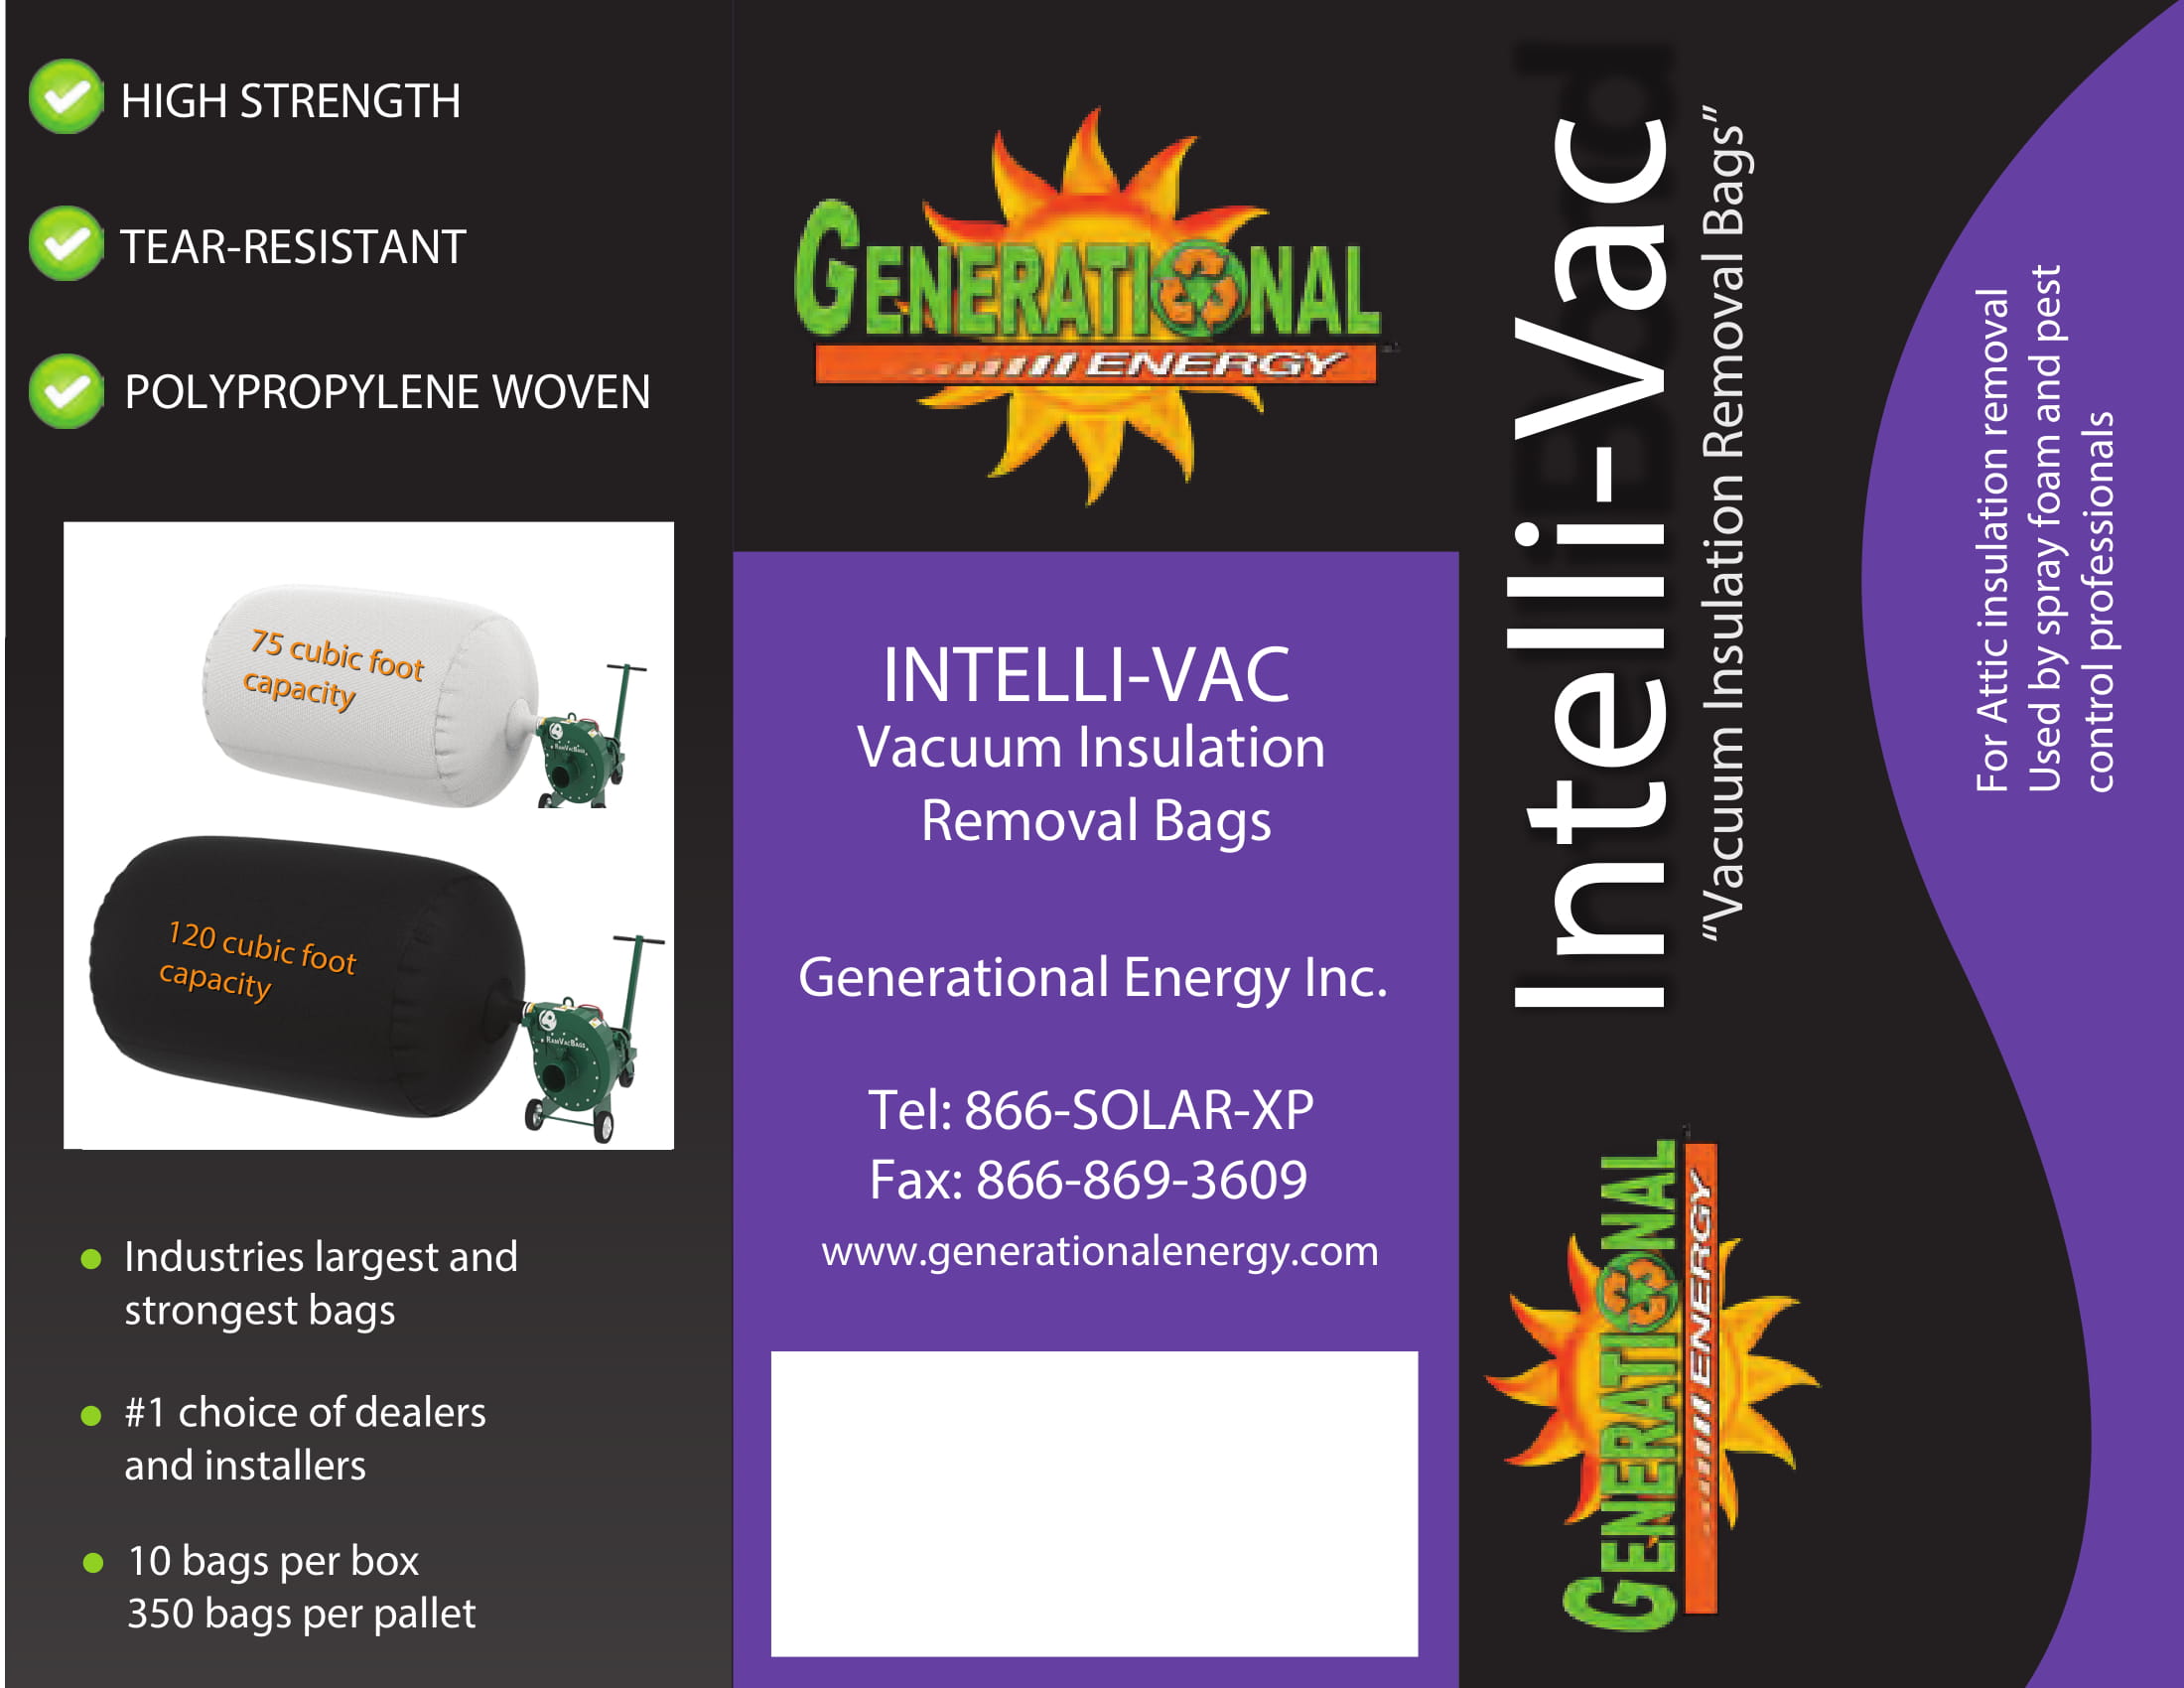 HIGH STRENGTH
TEAR-RESISTANT
POLYPROPYLENE WOVEN
75 cubic foot
capacity
RamVacBags
120 cubic foot
capacity
RamVacBags
Industries largest and
strongest bags
#1 choice of dealers
and installers
10 bags per box
350 bags per pallet
GENERATIONAL
ENERGY
INTELLI-VAC
Vacuum Insulation
Removal Bags
Generational Energy Inc.
Tel: 866-SOLAR-XP
Fax: 866-869-3609
www.generationalenergy.com
Intelli-Vac
“Vacuum Insulation Removal Bags”
For Attic insulation removal
Used by spray foam and pest
control professionals
GENERATIONAL
ENERGY